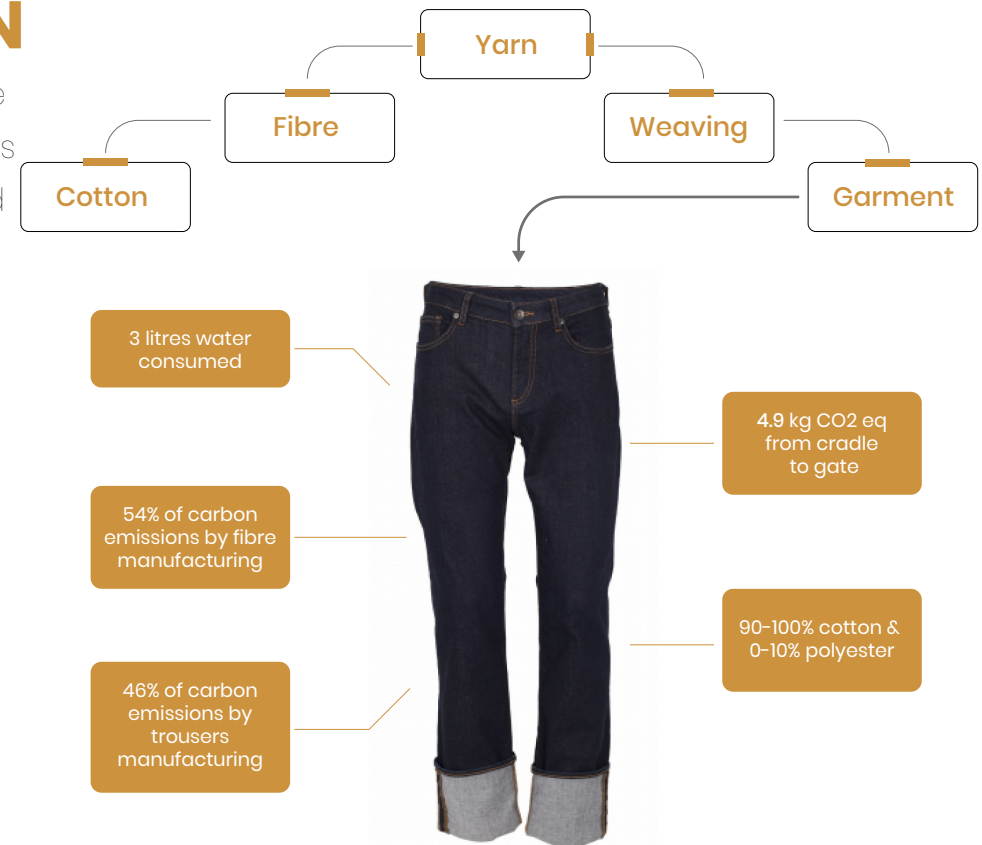 N
e
s
d
Yarn
Fibre
Weaving
Cotton
Garment
3 litres water
consumed
4.9 kg CO2 eq
from cradle
to gate
54% of carbon
emissions by fibre
manufacturing
90-100% cotton &
0-10% polyester
46% of carbon
emissions by
trousers
manufacturing